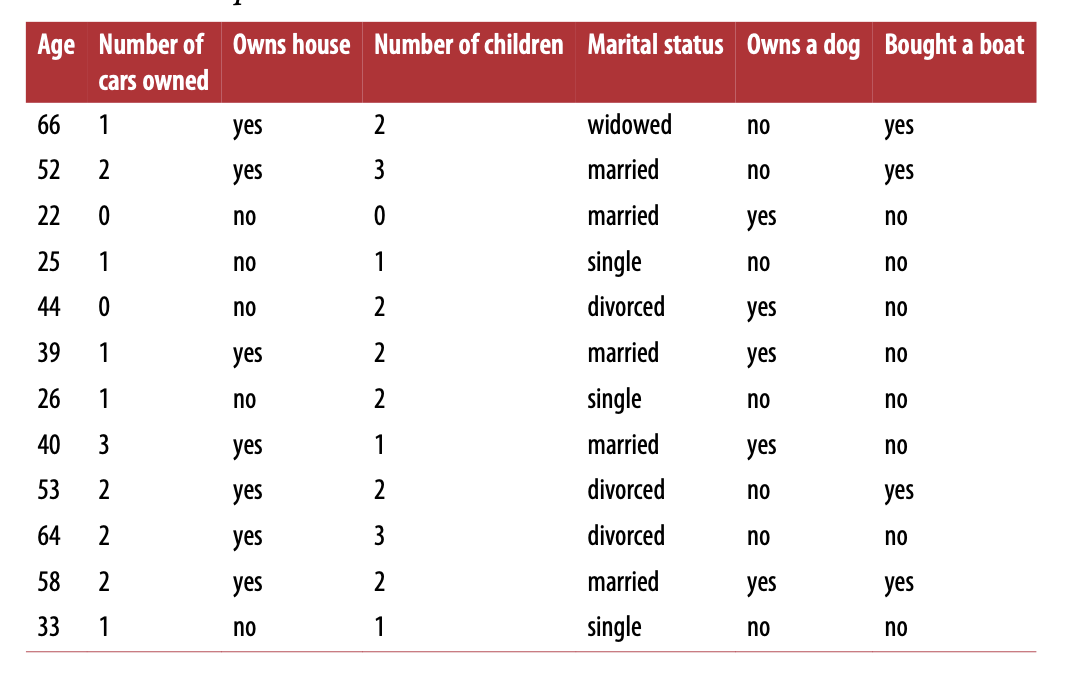 Age Number of cars owned Owns house Number of children Marital status Owns a dog Bought a boat
66 1 yes 2 widowed no yes
52 2 yes 3 married no yes
22 0 no 0 married yes no
25 1 no 1 single no no
44 0 no 2 divorced yes no
39 1 yes 2 married yes no
26 1 no 2 single no no
40 3 yes 1 married yes no
53 2 yes 2 divorced no yes
64 2 yes 3 divorced no no
58 2 yes 2 married yes yes
33 1 no 1 single no no